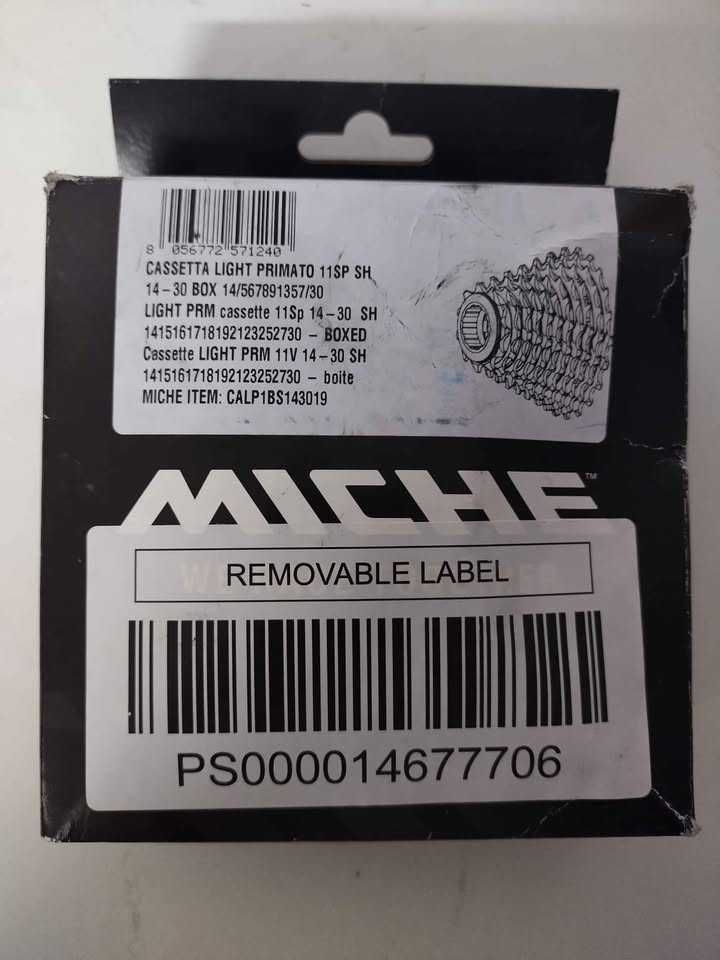 8 056772 571240
CASSETTA LIGHT PRIMATO 11SP SH
14-30 BOX 14/567891357/30
LIGHT PRM cassette 11Sp 14-30 SH
1415161718192123252730 - BOXED
Cassette LIGHT PRM 11V 14-30 SH
1415161718192123252730 - boite
MICHE ITEM: CALP1BS143019
MICHE™
REMOVABLE LABEL
PS000014677706